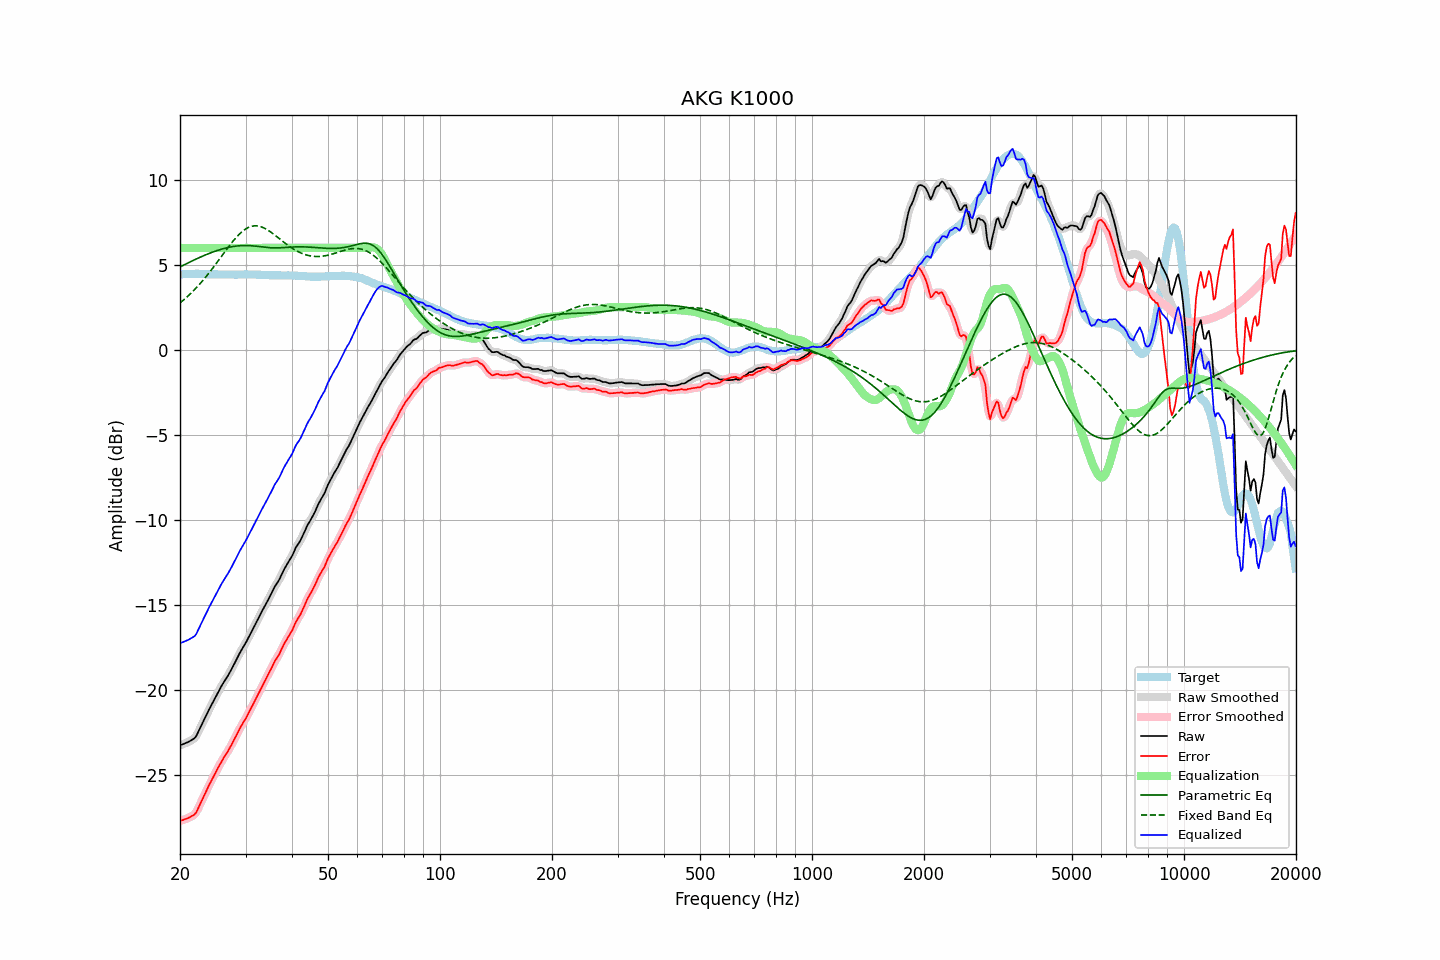 AKG K1000
Amplitude (dBr)
10
5
0
−5
−10
−15
−20
−25
Target
Raw Smoothed
Error Smoothed
Raw
Error
Equalization
Parametric Eq
Fixed Band Eq
Equalized
20 50 100 200 500 1000 2000 5000 10000 20000
Frequency (Hz)